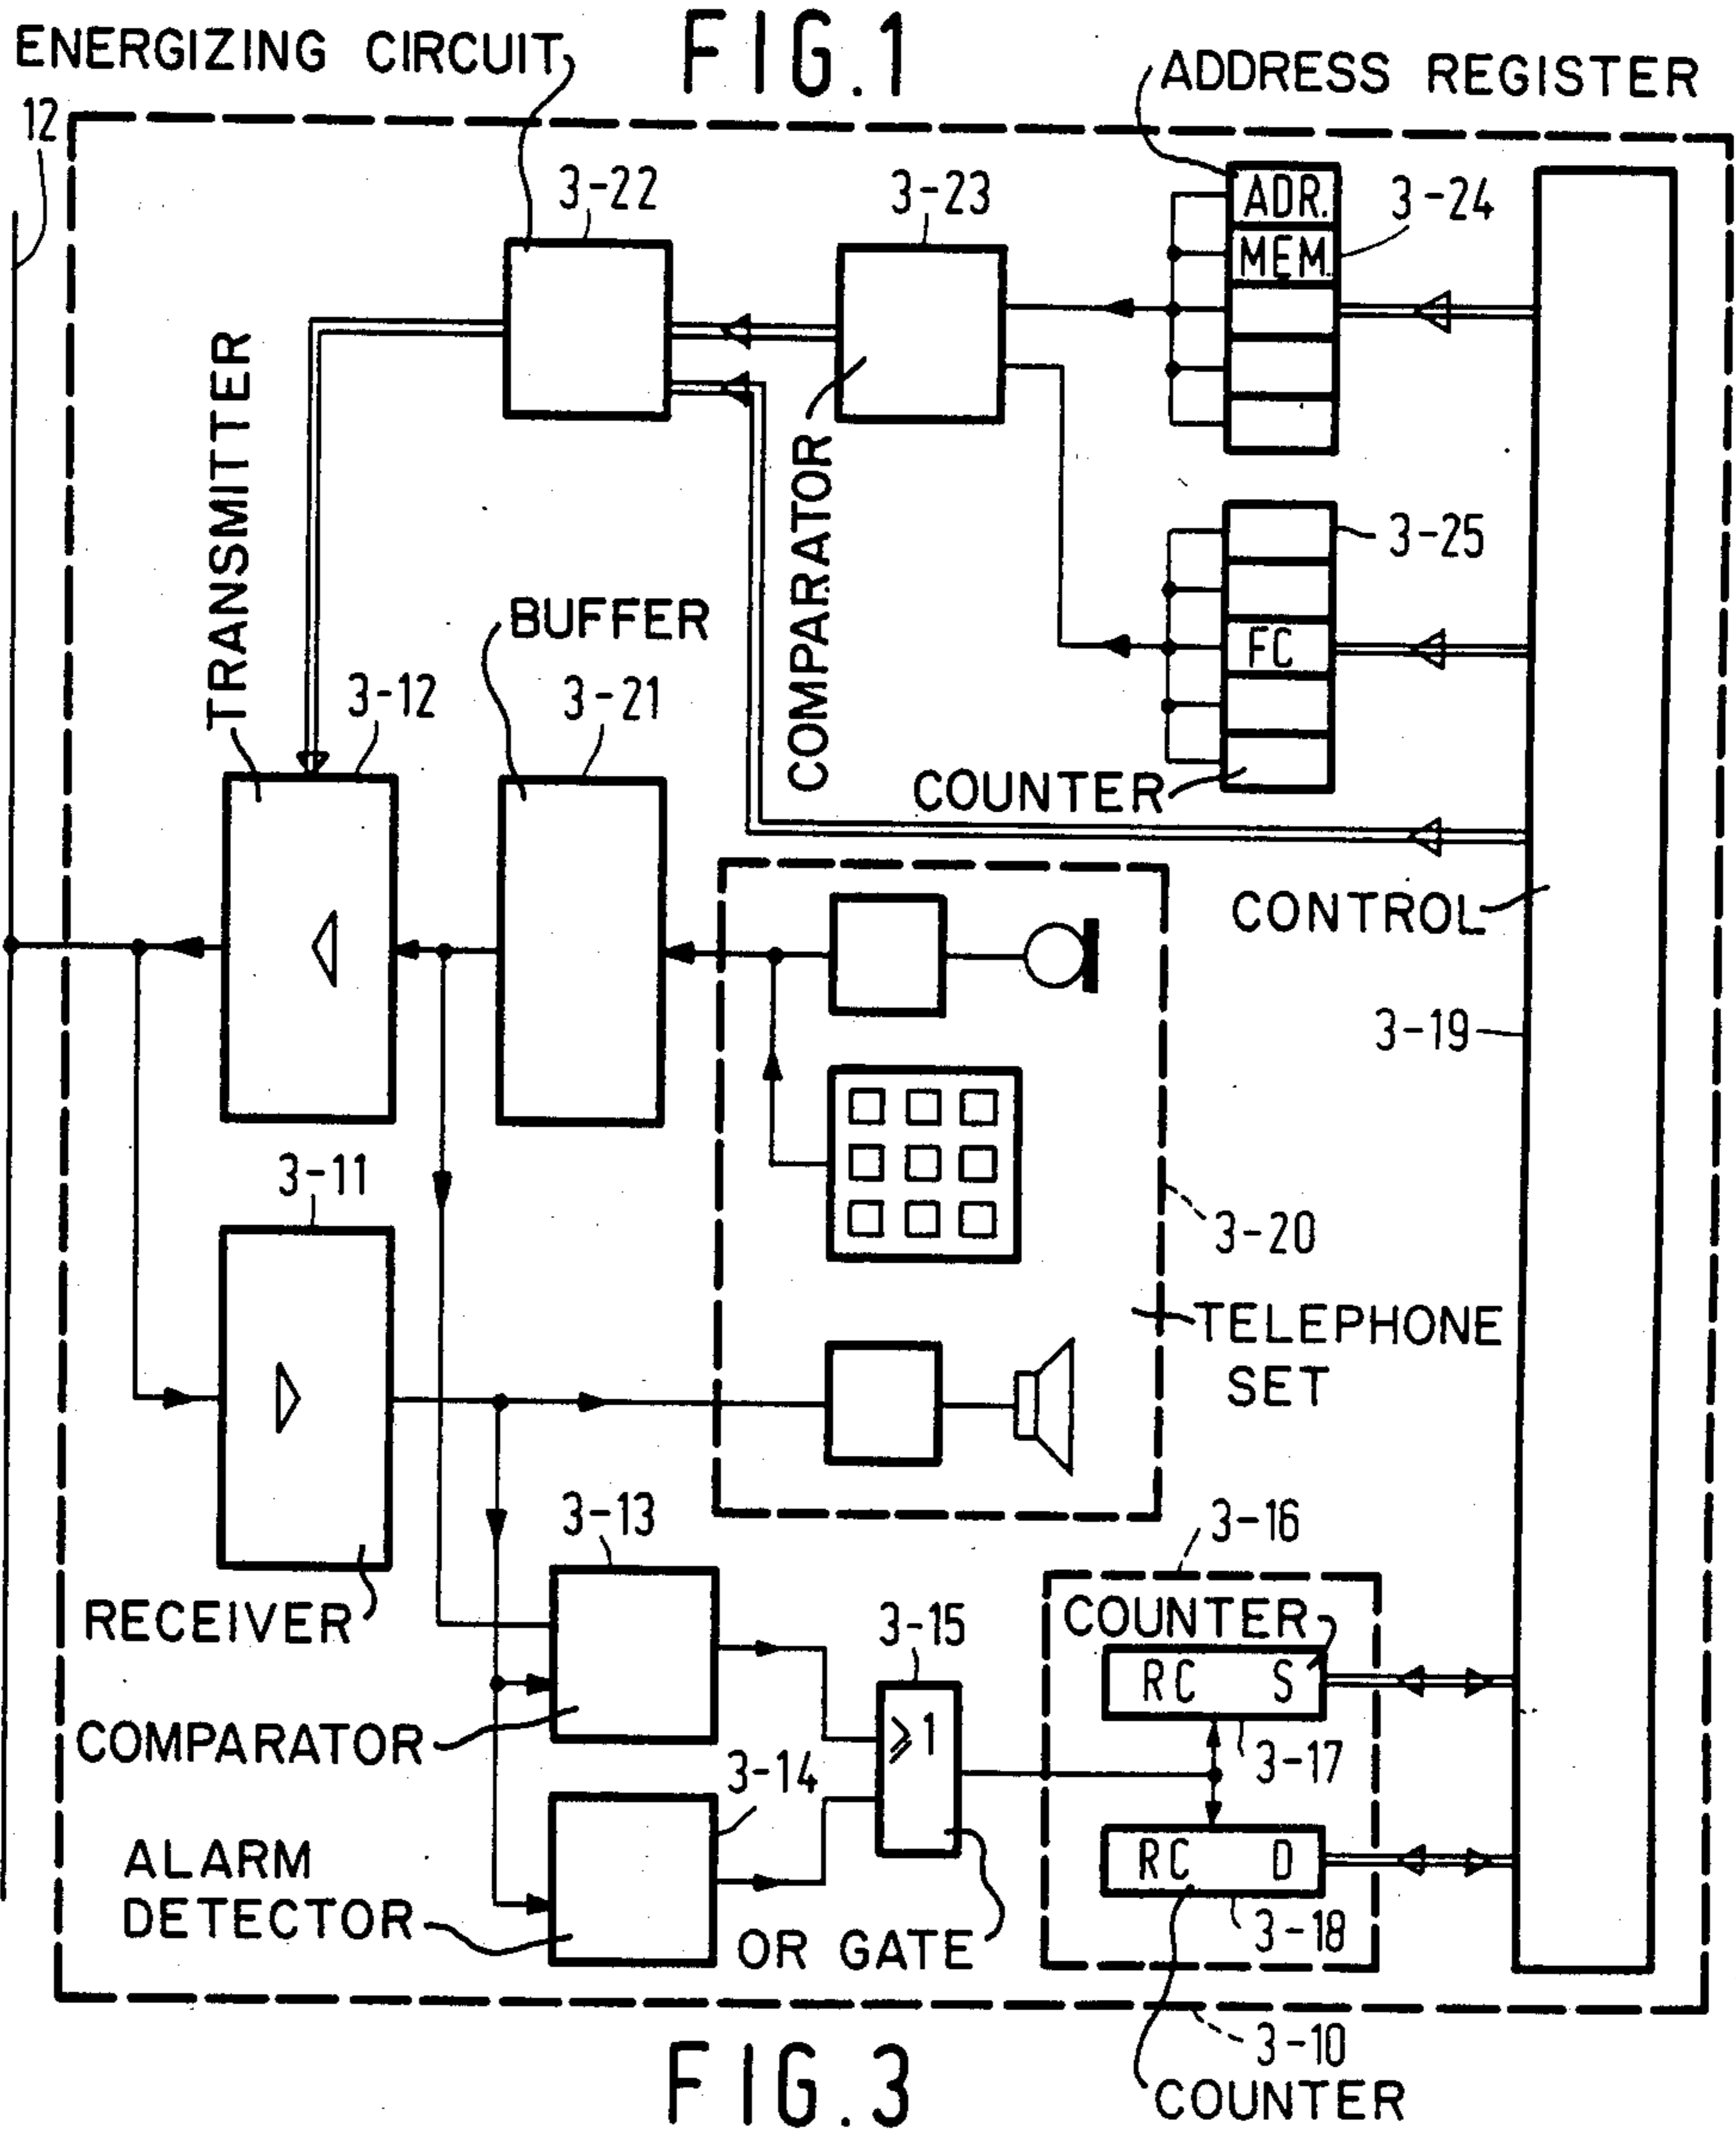 FIG.1
ENERGIZING CIRCUIT
ADDRESS REGISTER
12
3-22
3-23
ADR.
3-24
MEM.
TRANSMITTER
COMPARATOR
3-25
BUFFER
FC
3-12
3-21
COUNTER
CONTROL
3-19
3-11
3-20
TELEPHONE
SET
3-13
3-16
RECEIVER
COUNTER
3-15
RC S
COMPARATOR
≥1
3-17
3-14
ALARM
DETECTOR
RC D
OR GATE
3-18
3-10
FIG.3
COUNTER